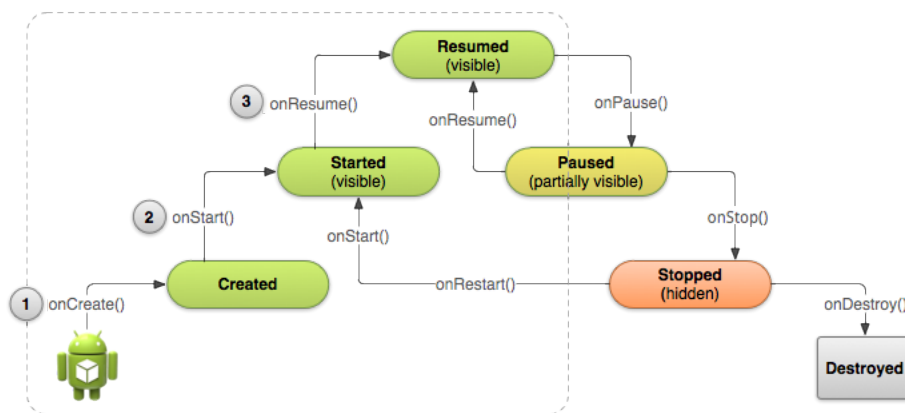 Resumed
(visible)
3
onResume()
onPause()
onResume()
Started
(visible)
Paused
(partially visible)
2
onStart()
onStop()
onStart()
Created
onRestart()
Stopped
(hidden)
1
onCreate()
onDestroy()
Destroyed